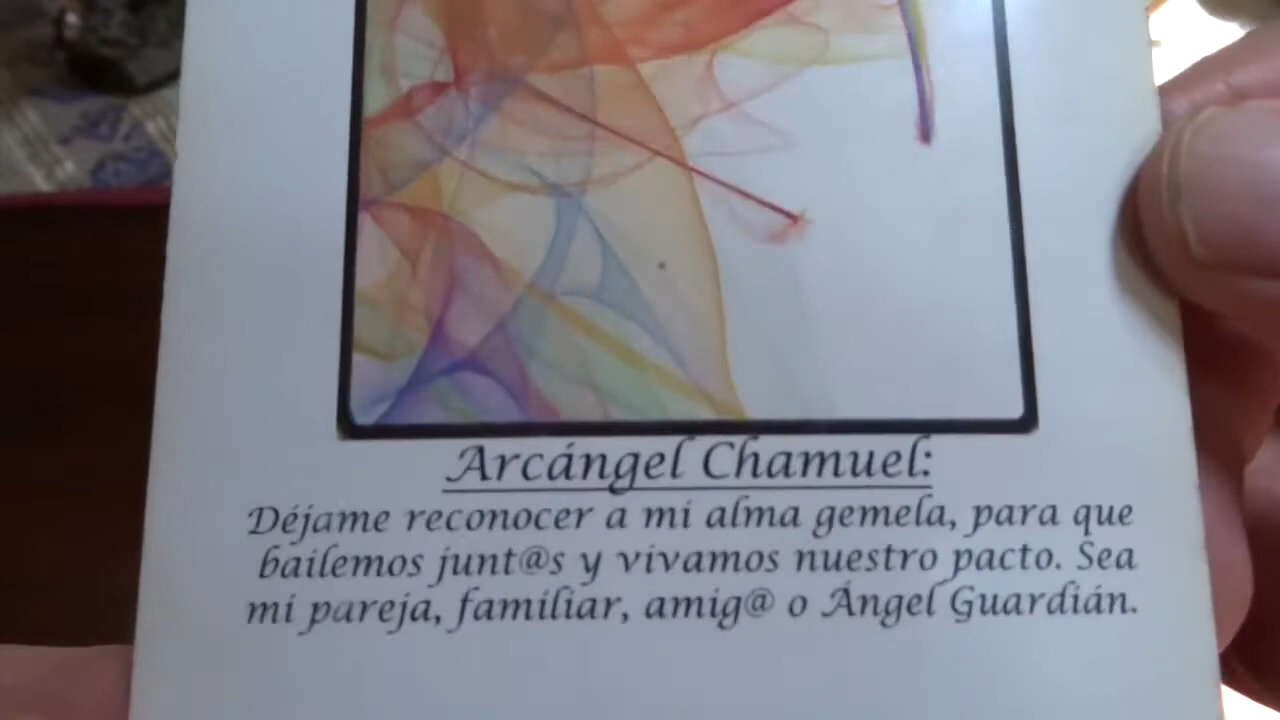 Arcángel Chamuel:
Déjame reconocer a mi alma gemela, para que
bailemos junt@s y vivamos nuestro pacto. Sea
mi pareja, familiar, amig@ o Ángel Guardián.